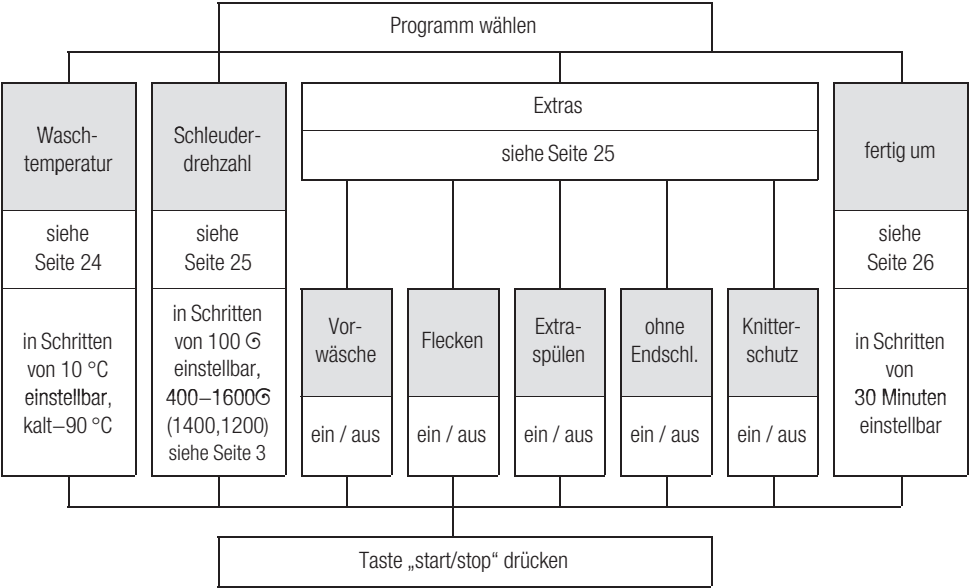 Programm wählen
Wasch-
temperatur
siehe
Seite 24
in Schritten
von 10 °C
einstellbar,
kalt–90 °C
Schleuder-
drehzahl
siehe
Seite 25
in Schritten
von 100
einstellbar,
400–1600
(1400,1200)
siehe Seite 3
Extras
siehe Seite 25
Vor-
wäsche
ein / aus
Flecken
ein / aus
Extra-
spülen
ein / aus
ohne
Endschl.
ein / aus
Knitter-
schutz
ein / aus
fertig um
siehe
Seite 26
in Schritten
von
30 Minuten
einstellbar
Taste „start/stop“ drücken